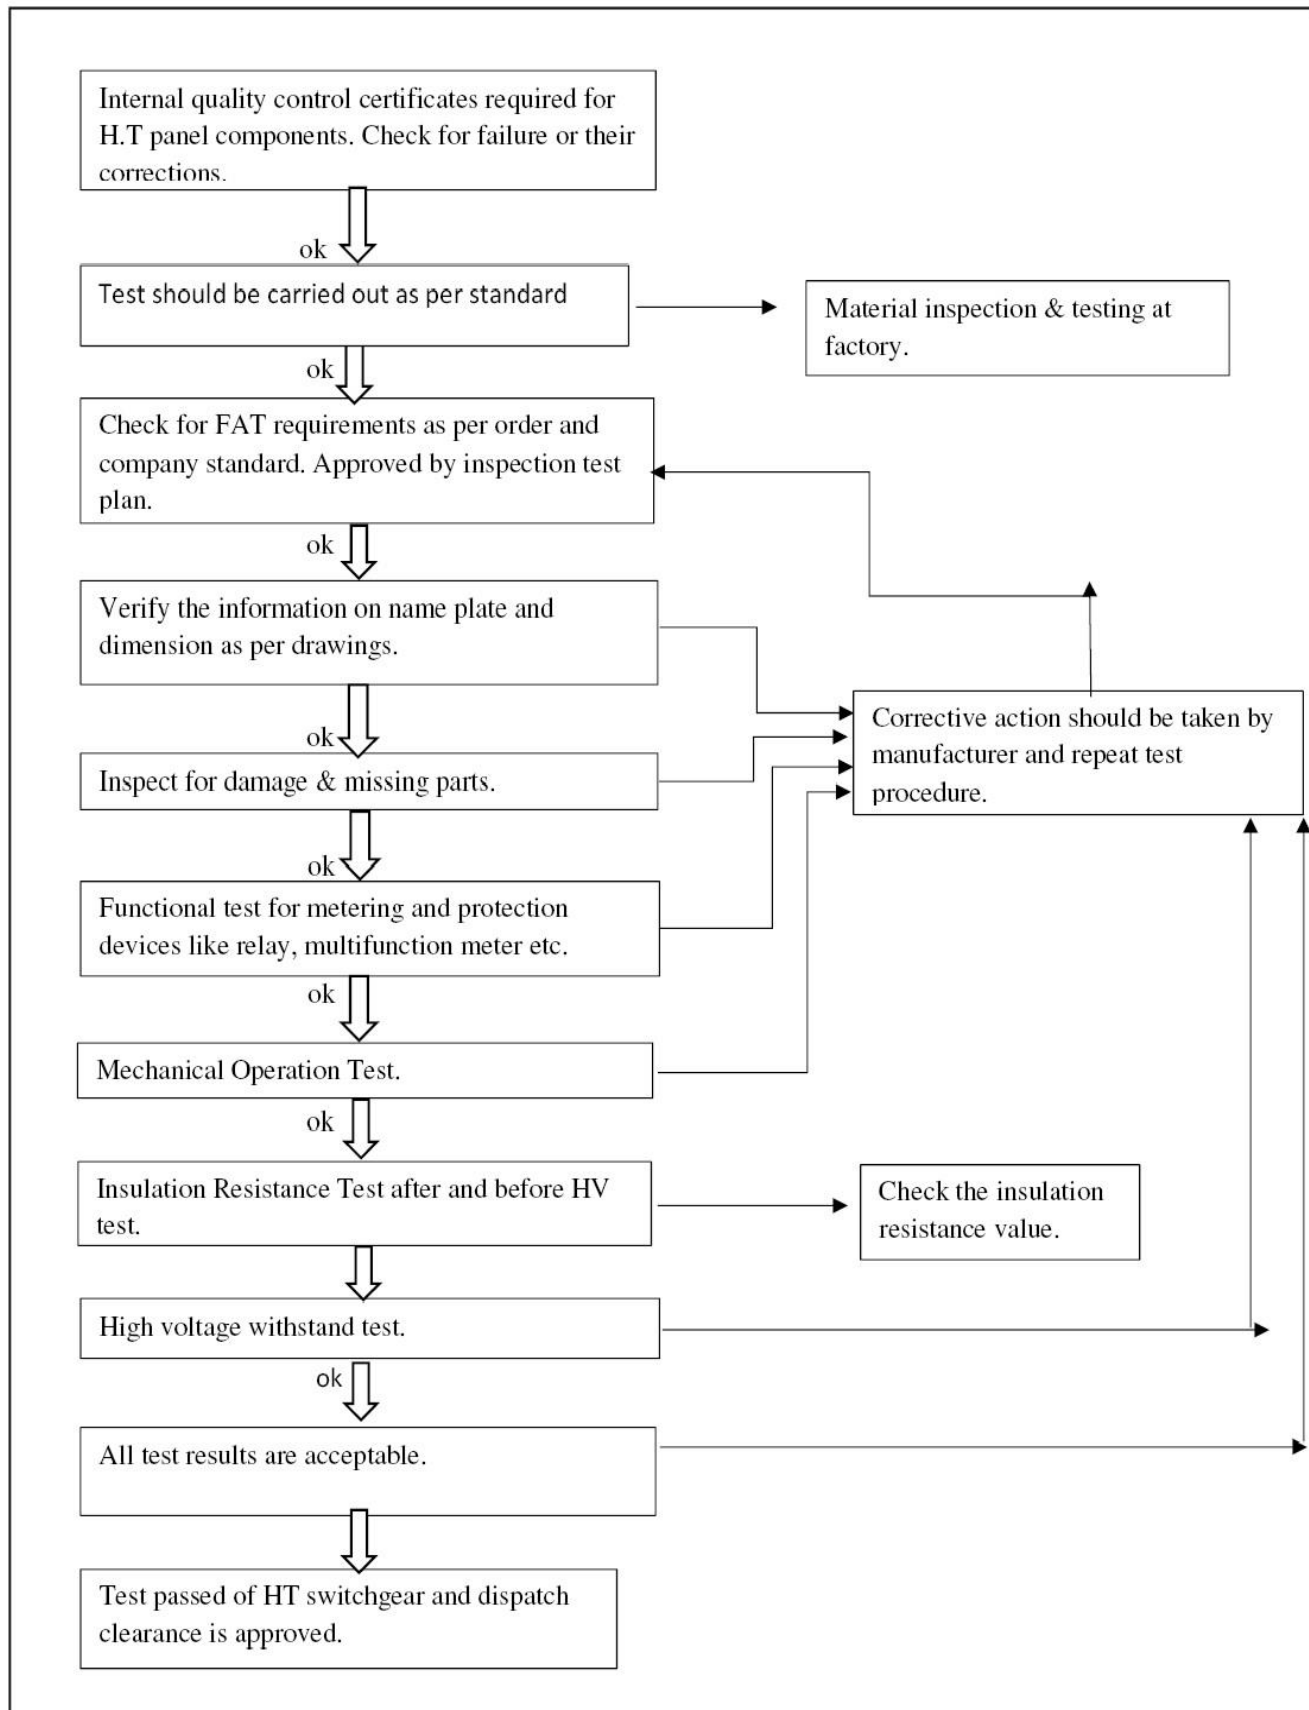 Internal quality control certificates required for
H.T panel components. Check for failure or their
corrections.
ok
Test should be carried out as per standard
Material inspection & testing at
factory.
ok
Check for FAT requirements as per order and
company standard. Approved by inspection test
plan.
ok
Verify the information on name plate and
dimension as per drawings.
Corrective action should be taken by
manufacturer and repeat test
procedure.
ok
Inspect for damage & missing parts.
ok
Functional test for metering and protection
devices like relay, multifunction meter etc.
ok
Mechanical Operation Test.
ok
Insulation Resistance Test after and before HV
test.
Check the insulation
resistance value.
High voltage withstand test.
ok
All test results are acceptable.
Test passed of HT switchgear and dispatch
clearance is approved.